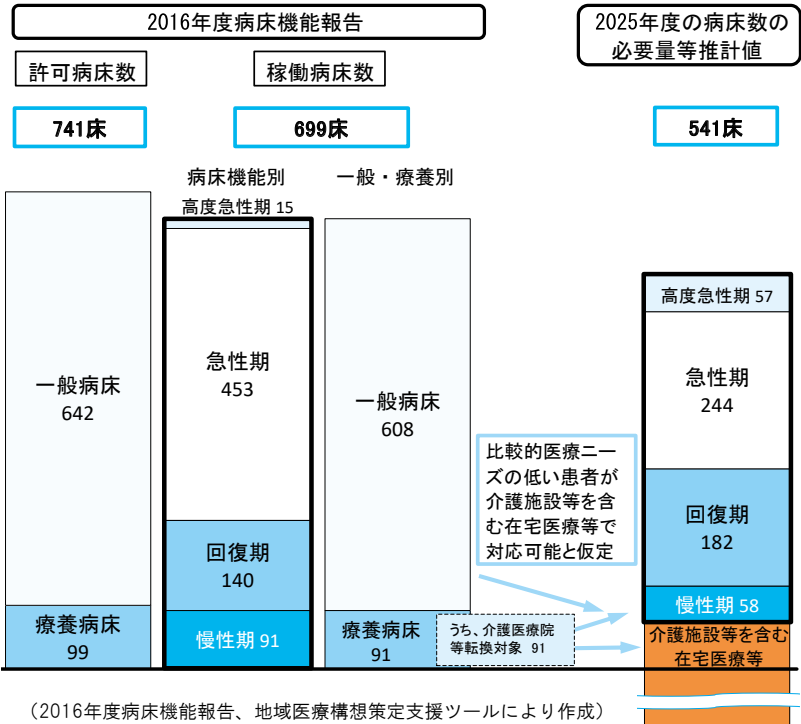 2016年度病床機能報告
2025年度の病床数の
必要量等推計値
許可病床数
稼働病床数
741床
699床
541床
病床機能別
一般・療養別
高度急性期 15
一般病床
642
療養病床
99
急性期
453
回復期
140
慢性期 91
一般病床
608
療養病床
91
比較的医療ニー
ズの低い患者が
介護施設等を含
む在宅医療等で
対応可能と仮定
うち、介護医療院
等転換対象 91
高度急性期 57
急性期
244
回復期
182
慢性期 58
介護施設等を含む
在宅医療等
（2016年度病床機能報告、地域医療構想策定支援ツールにより作成）